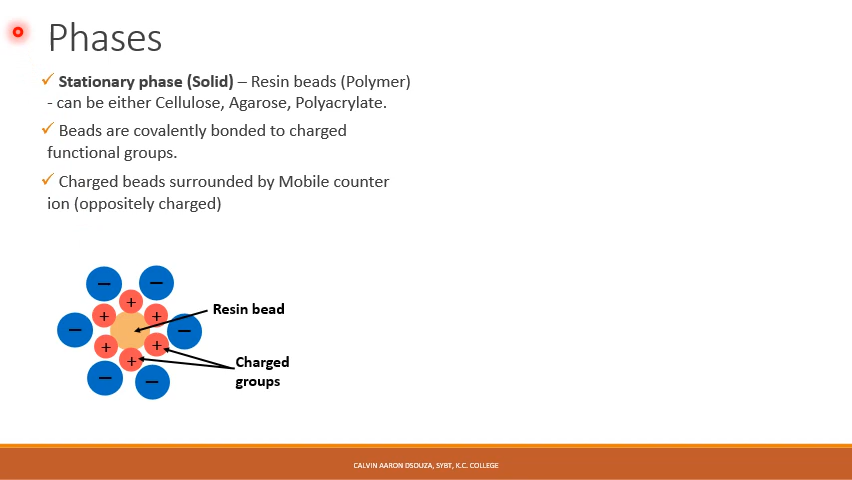 Phases
✓ Stationary phase (Solid) – Resin beads (Polymer)
- can be either Cellulose, Agarose, Polyacrylate.
✓ Beads are covalently bonded to charged
functional groups.
✓ Charged beads surrounded by Mobile counter
ion (oppositely charged)
− −
+
+ +
− −
+ +
+
− −
Resin bead
Charged
groups
CALVIN AARON DSOUZA, SYBT, K.C. COLLEGE